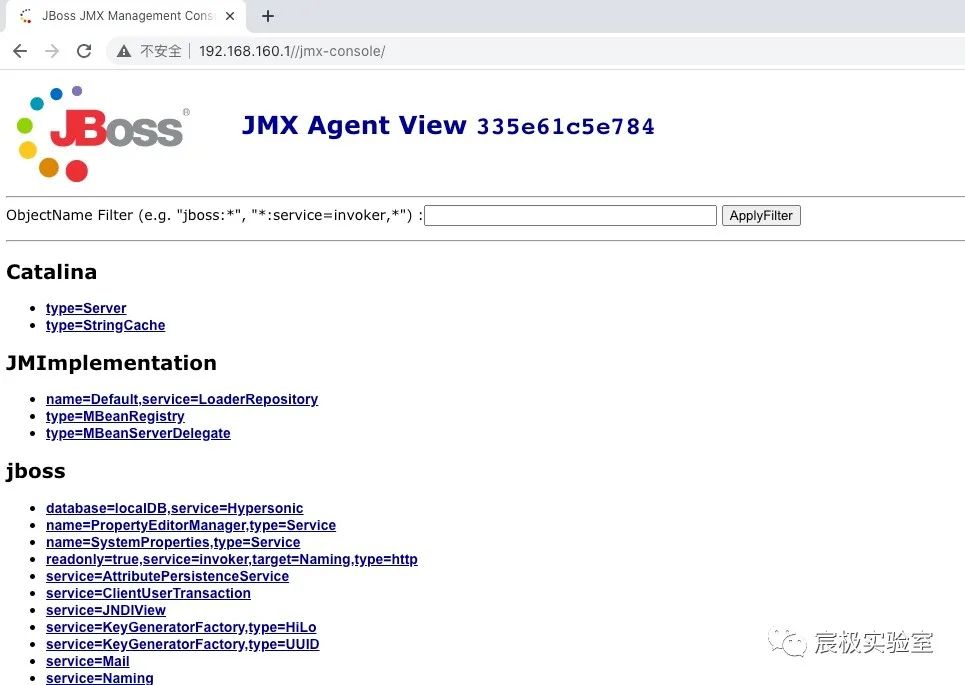 JBoss JMX Management Cons
不安全 192.168.160.1//jmx-console/
JBoss®
JMX Agent View 335e61c5e784
ObjectName Filter (e.g. "jboss:*", "*:service=invoker,*") : ApplyFilter
Catalina
type=Server
type=StringCache
JMImplementation
name=Default,service=LoaderRepository
type=MBeanRegistry
type=MBeanServerDelegate
jboss
database=localDB,service=Hypersonic
name=PropertyEditorManager,type=Service
name=SystemProperties,type=Service
readonly=true,service=invoker,target=Naming,type=http
service=AttributePersistenceService
service=ClientUserTransaction
service=JNDIView
service=KeyGeneratorFactory,type=HiLo
service=KeyGeneratorFactory,type=UUID
service=Mail
service=Naming
宸极实验室